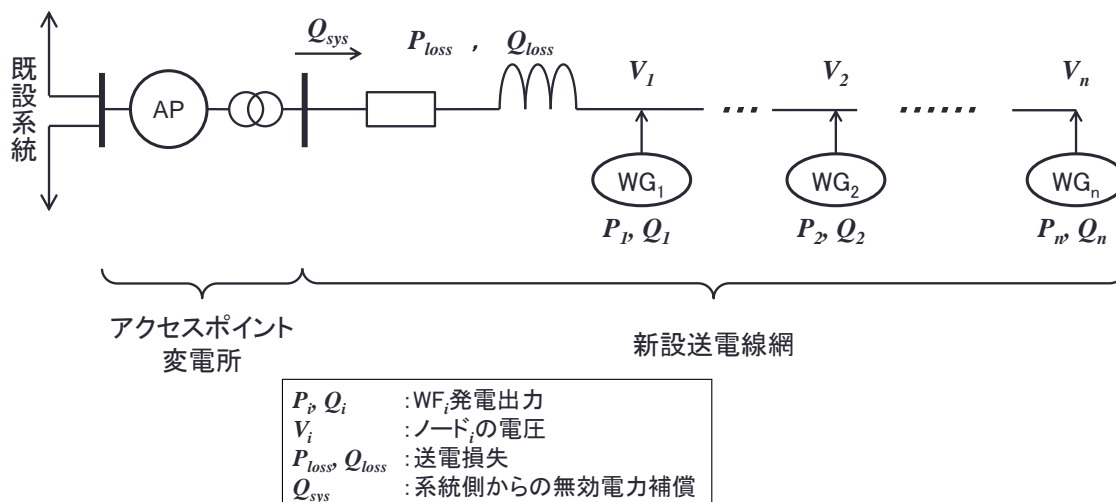 Q_sys
P_loss , Q_loss
V_1
V_2
V_n
既設系統
AP
WG_1
WG_2
WG_n
P_1, Q_1
P_2, Q_2
P_n, Q_n
アクセスポイント
変電所
新設送電線網
P_i, Q_i :WF_i発電出力
V_i :ノード_iの電圧
P_loss, Q_loss :送電損失
Q_sys :系統側からの無効電力補償